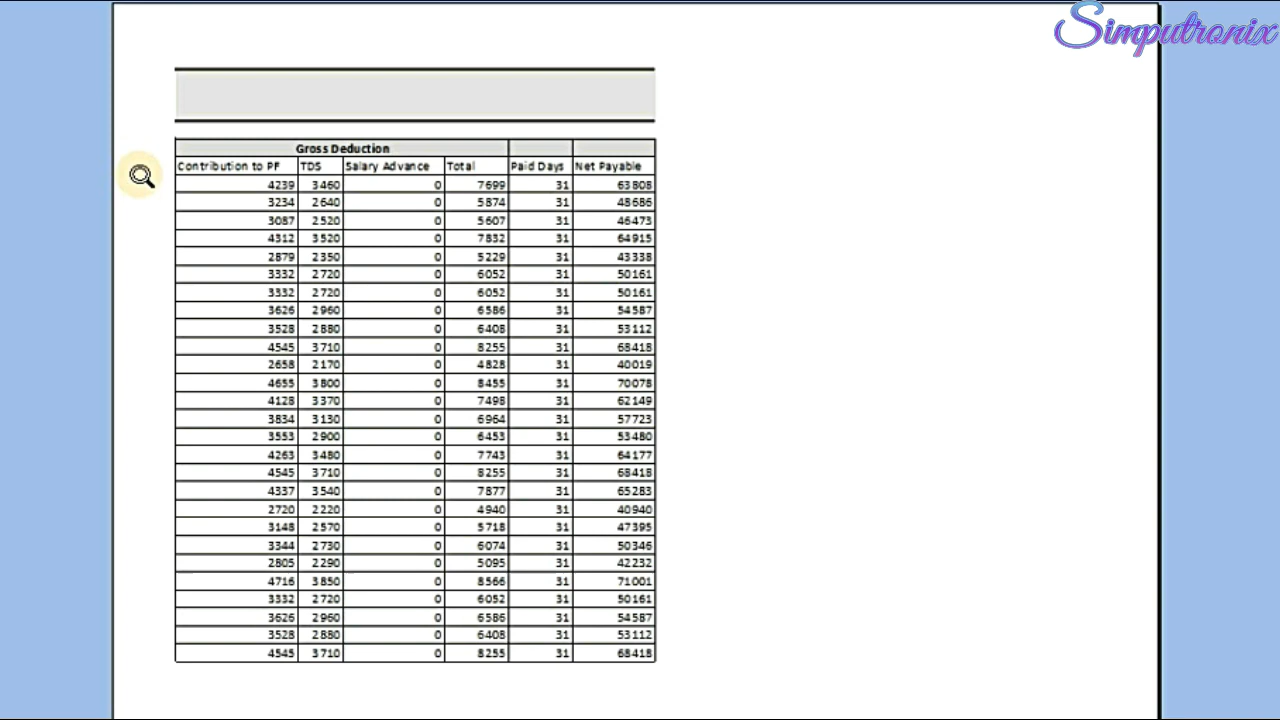 Simputronix
Gross Deduction
Contribution to PF TDS Salary Advance Total Paid Days Net Payable
4239 3460 0 7699 31 63808
3234 2640 0 5874 31 48686
3087 2520 0 5607 31 46473
4312 3520 0 7832 31 64915
2879 2350 0 5229 31 43338
3332 2720 0 6052 31 50161
3332 2720 0 6052 31 50161
3626 2960 0 6586 31 54587
3528 2880 0 6408 31 53112
4545 3710 0 8255 31 68418
2658 2170 0 4828 31 40019
4655 3800 0 8455 31 70078
4128 3370 0 7498 31 62149
3834 3130 0 6964 31 57723
3553 2900 0 6453 31 53480
4263 3480 0 7743 31 64177
4545 3710 0 8255 31 68418
4337 3540 0 7877 31 65283
2720 2220 0 4940 31 40940
3148 2570 0 5718 31 47395
3344 2730 0 6074 31 50346
2805 2290 0 5095 31 42232
4716 3850 0 8566 31 71001
3332 2720 0 6052 31 50161
3626 2960 0 6586 31 54587
3528 2880 0 6408 31 53112
4545 3710 0 8255 31 68418